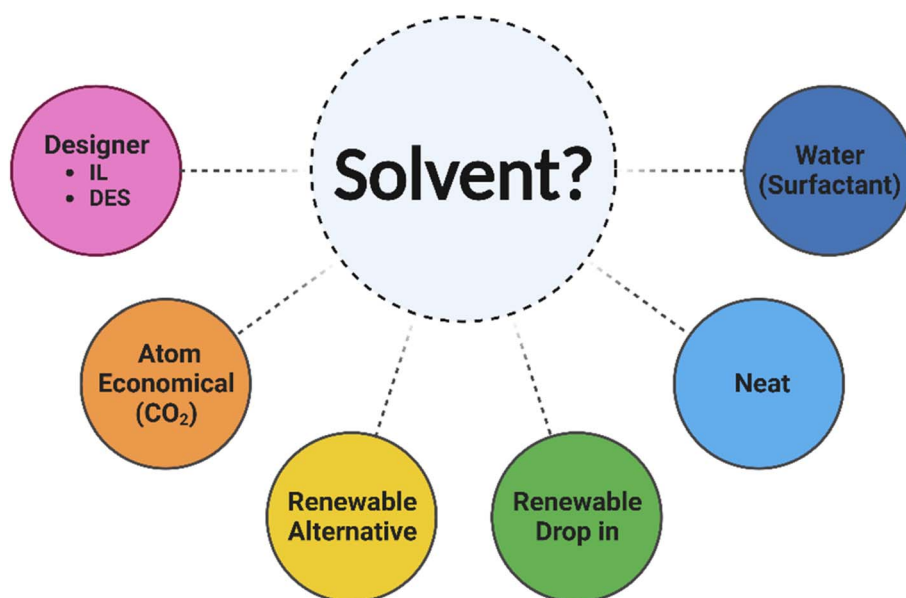 Solvent?
Designer
• IL
• DES
Atom
Economical
(CO₂)
Renewable
Alternative
Renewable
Drop in
Neat
Water
(Surfactant)